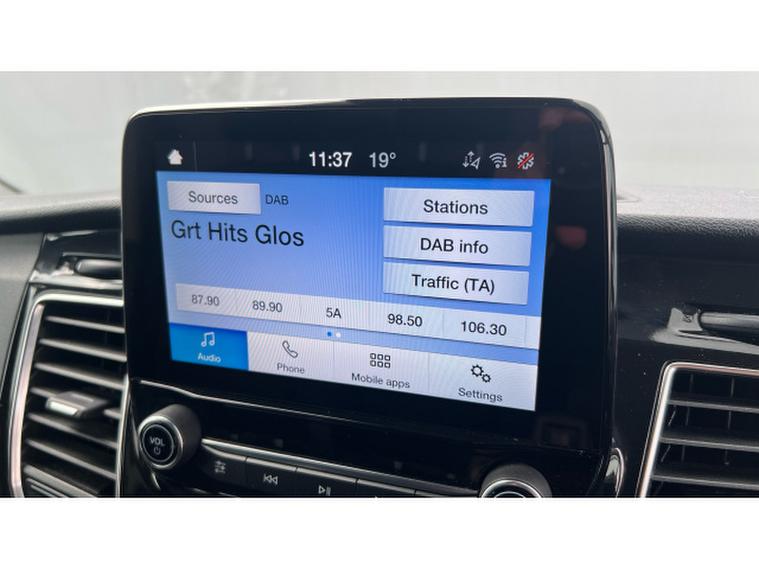 11:37 19°
Sources DAB
Stations
Grt Hits Glos
DAB info
Traffic (TA)
87.90 89.90 5A 98.50 106.30
Audio Phone Mobile apps Settings
VOL